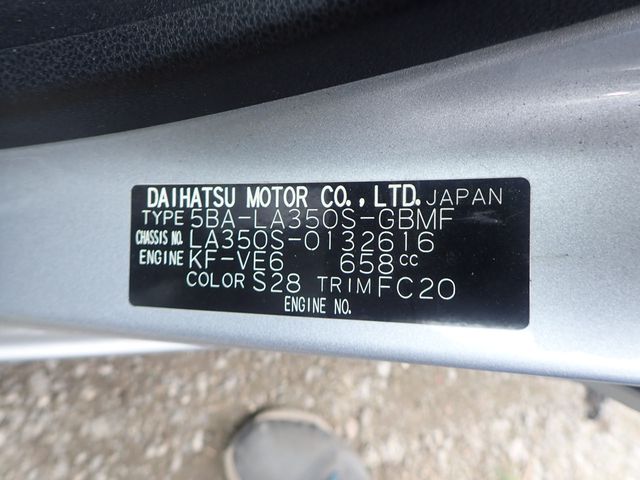 DAIHATSU MOTOR CO., LTD. JAPAN
TYPE 5BA-LA350S-GBMF
CHASSIS NO. LA350S-0132616
ENGINE KF-VE6 658cc
COLOR S28 TRIM FC20
ENGINE NO.